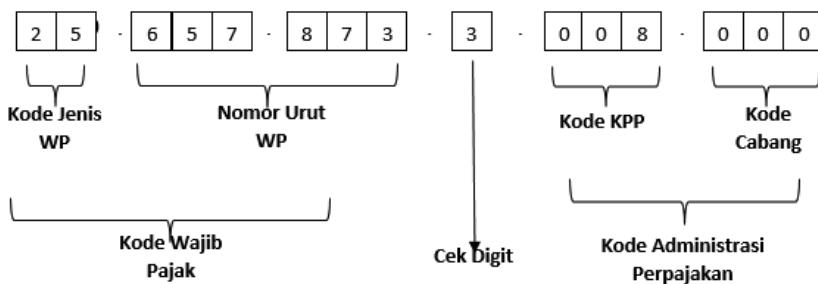 2 5 . 6 5 7 . 8 7 3 . 3 . 0 0 8 . 0 0 0
Kode Jenis
WP
Nomor Urut
WP
Kode KPP
Kode
Cabang
Kode Wajib
Pajak
Cek Digit
Kode Administrasi
Perpajakan